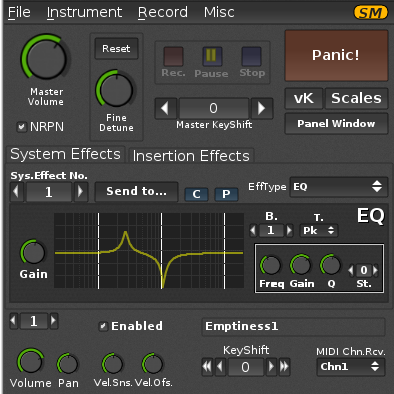 File Instrument Record Misc SM
Reset
Panic!
Rec. Pause Stop
Master Volume
0
vK Scales
NRPN
Fine Detune
Master KeyShift
Panel Window
System Effects Insertion Effects
Sys.Effect No.
1
Send to...
C P
EffType EQ
B. T. EQ
1 Pk
Gain
Freq Gain Q
0
St.
1
Enabled
Emptiness1
KeyShift
MIDI Chn.Rcv.
0
Chn1
Volume Pan Vel.Sns. Vel.Ofs.